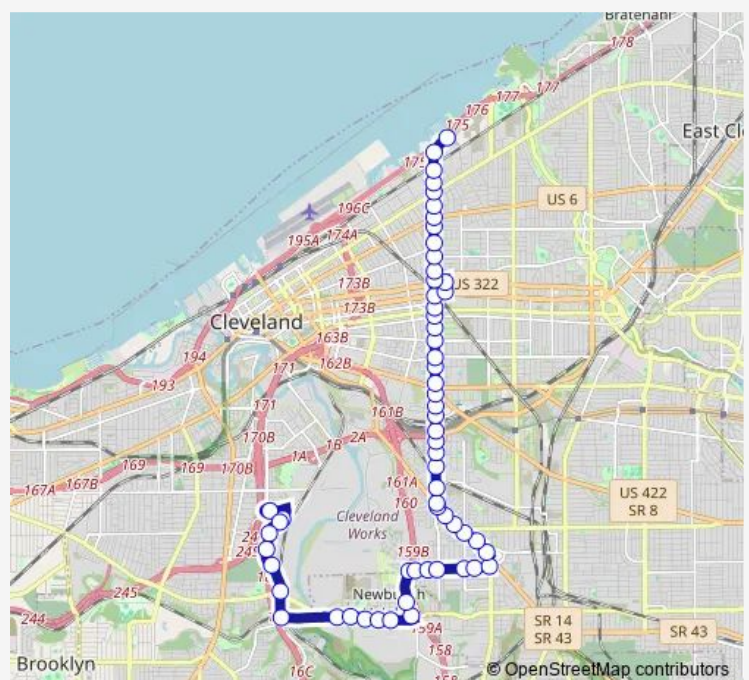 Bratenahl
178
177
177
176
175
East Cl
175
US 6
196C
195A
174A
173B
US 322
173B
Cleveland
163B
194
162B
171
193
171
161B
170B
1B
2A
169
169
170B
1A
167A
167B
161A
US 422
SR 8
160
Cleveland
Works
159B
245
244
SR 14
SR 43
SR 43
159A
158
Brooklyn
16C
© OpenStreetMap contributors